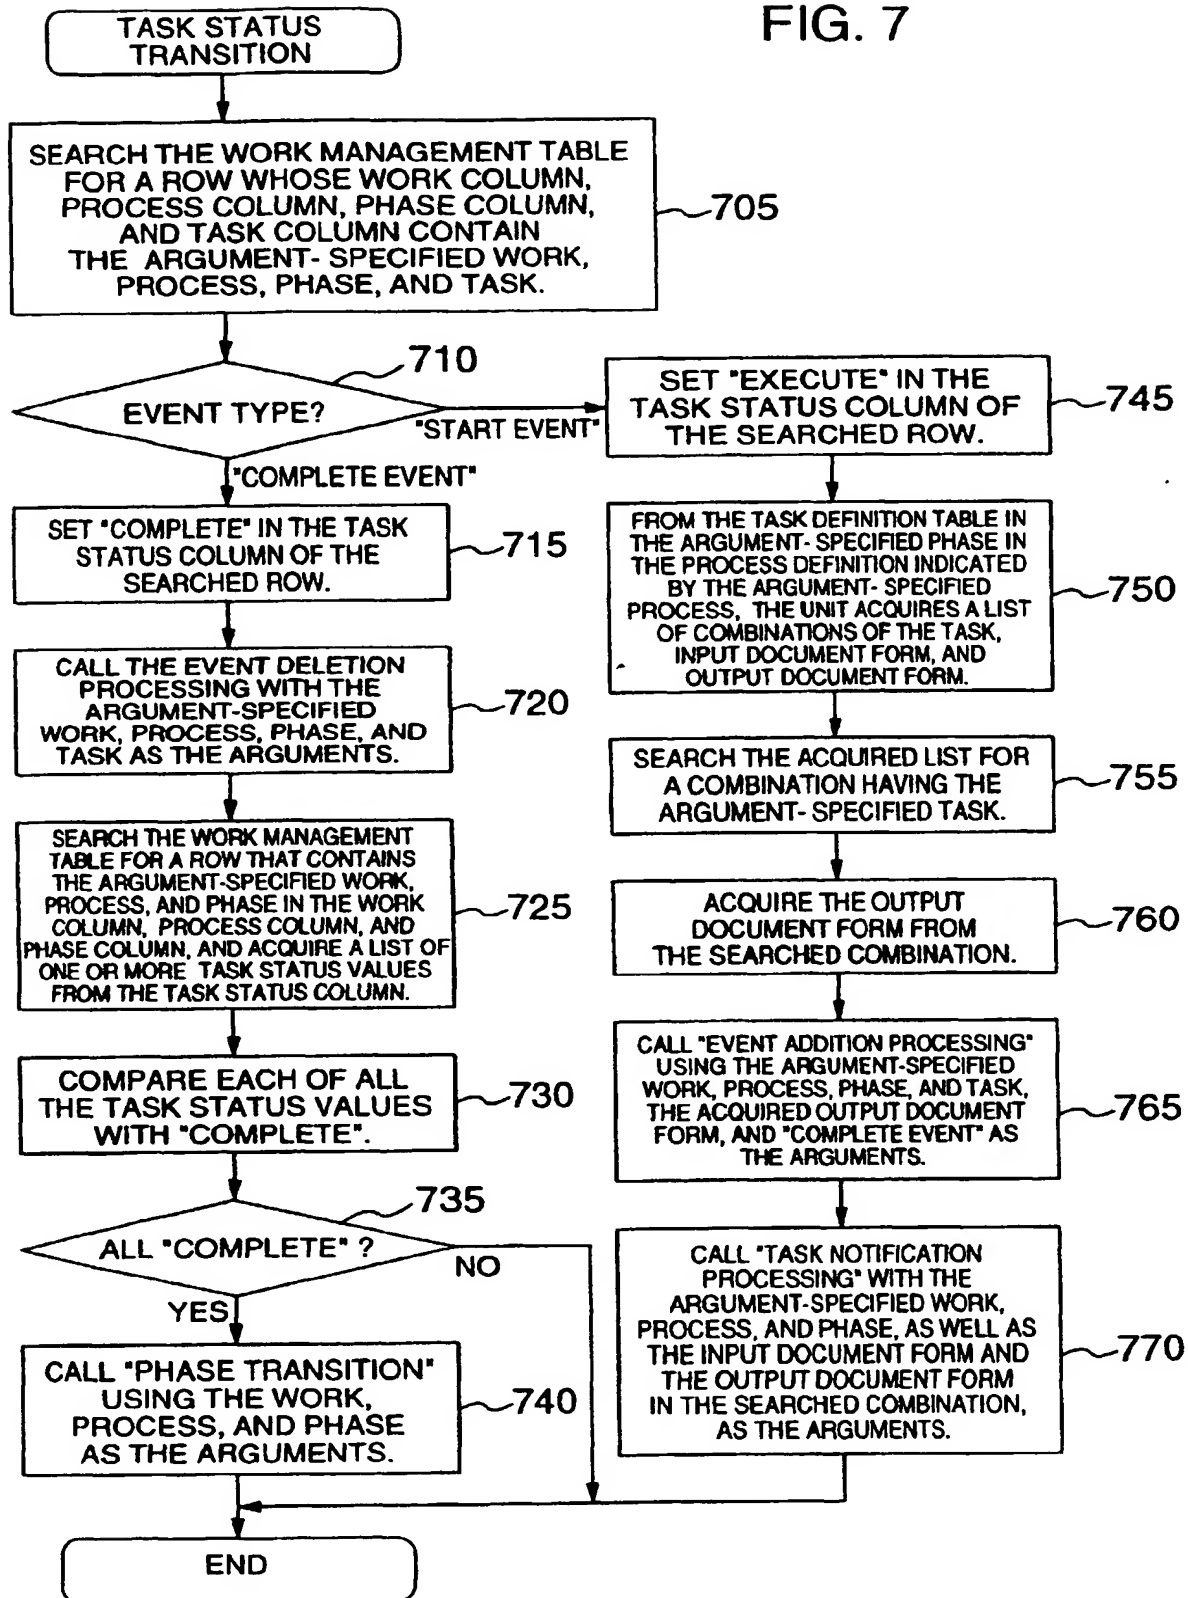 FIG. 7
TASK STATUS
TRANSITION
SEARCH THE WORK MANAGEMENT TABLE
FOR A ROW WHOSE WORK COLUMN,
PROCESS COLUMN, PHASE COLUMN,
AND TASK COLUMN CONTAIN
THE ARGUMENT- SPECIFIED WORK,
PROCESS, PHASE, AND TASK.
705
710
EVENT TYPE?
"START EVENT"
"COMPLETE EVENT"
SET "COMPLETE" IN THE TASK
STATUS COLUMN OF THE
SEARCHED ROW.
715
CALL THE EVENT DELETION
PROCESSING WITH THE
ARGUMENT-SPECIFIED
WORK, PROCESS, PHASE, AND
TASK AS THE ARGUMENTS.
720
SEARCH THE WORK MANAGEMENT
TABLE FOR A ROW THAT CONTAINS
THE ARGUMENT-SPECIFIED WORK,
PROCESS, AND PHASE IN THE WORK
COLUMN, PROCESS COLUMN, AND
PHASE COLUMN, AND ACQUIRE A LIST OF
ONE OR MORE TASK STATUS VALUES
FROM THE TASK STATUS COLUMN.
725
COMPARE EACH OF ALL
THE TASK STATUS VALUES
WITH "COMPLETE".
730
735
ALL "COMPLETE" ?
NO
YES
CALL "PHASE TRANSITION"
USING THE WORK,
PROCESS, AND PHASE
AS THE ARGUMENTS.
740
SET "EXECUTE" IN THE
TASK STATUS COLUMN OF
THE SEARCHED ROW.
745
FROM THE TASK DEFINITION TABLE IN
THE ARGUMENT- SPECIFIED PHASE IN
THE PROCESS DEFINITION INDICATED
BY THE ARGUMENT- SPECIFIED
PROCESS, THE UNIT ACQUIRES A LIST
OF COMBINATIONS OF THE TASK,
INPUT DOCUMENT FORM, AND
OUTPUT DOCUMENT FORM.
750
SEARCH THE ACQUIRED LIST FOR
A COMBINATION HAVING THE
ARGUMENT- SPECIFIED TASK.
755
ACQUIRE THE OUTPUT
DOCUMENT FORM FROM
THE SEARCHED COMBINATION.
760
CALL "EVENT ADDITION PROCESSING"
USING THE ARGUMENT-SPECIFIED
WORK, PROCESS, PHASE, AND TASK,
THE ACQUIRED OUTPUT DOCUMENT
FORM, AND "COMPLETE EVENT" AS
THE ARGUMENTS.
765
CALL "TASK NOTIFICATION
PROCESSING" WITH THE
ARGUMENT-SPECIFIED WORK,
PROCESS, AND PHASE, AS WELL AS
THE INPUT DOCUMENT FORM AND
THE OUTPUT DOCUMENT FORM
IN THE SEARCHED COMBINATION,
AS THE ARGUMENTS.
770
END